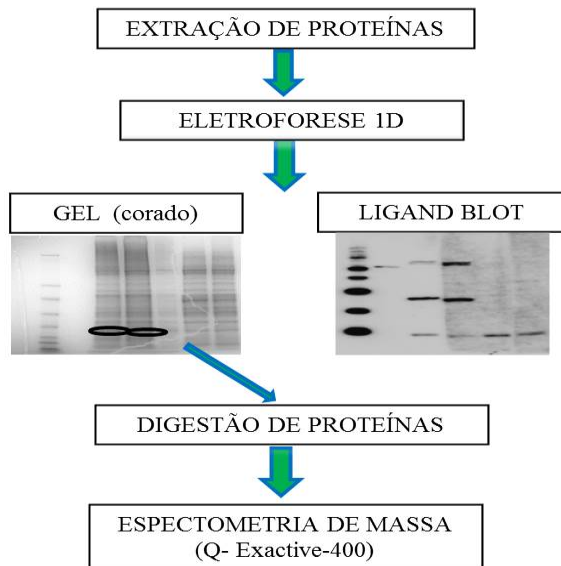 EXTRAÇÃO DE PROTEÍNAS
ELETROFORESE 1D
GEL (corado)
LIGAND BLOT
DIGESTÃO DE PROTEÍNAS
ESPECTOMETRIA DE MASSA
(Q- Exactive-400)